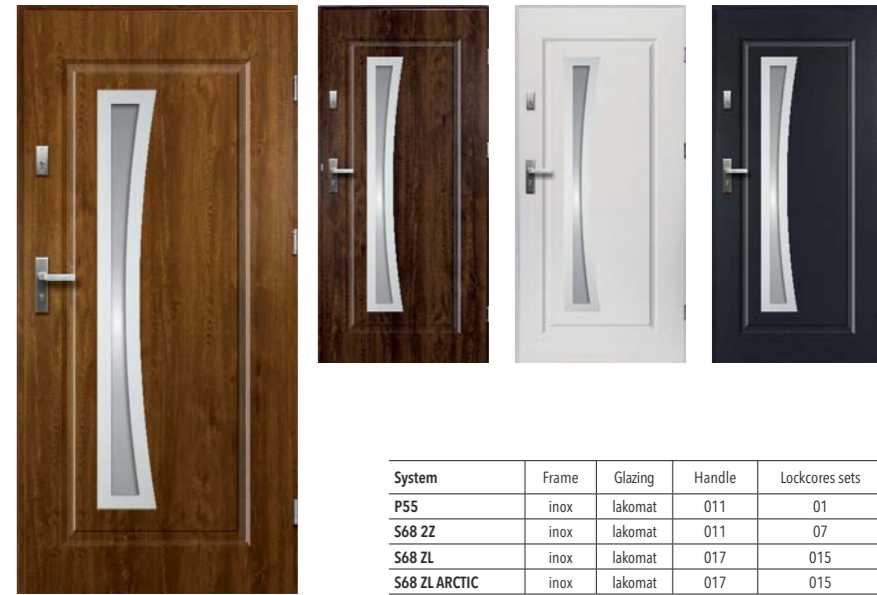 System Frame Glazing Handle Lockcores sets
P55 inox lakomat 011 01
S68 2Z inox lakomat 011 07
S68 ZL inox lakomat 017 015
S68 ZL ARCTIC inox lakomat 017 015